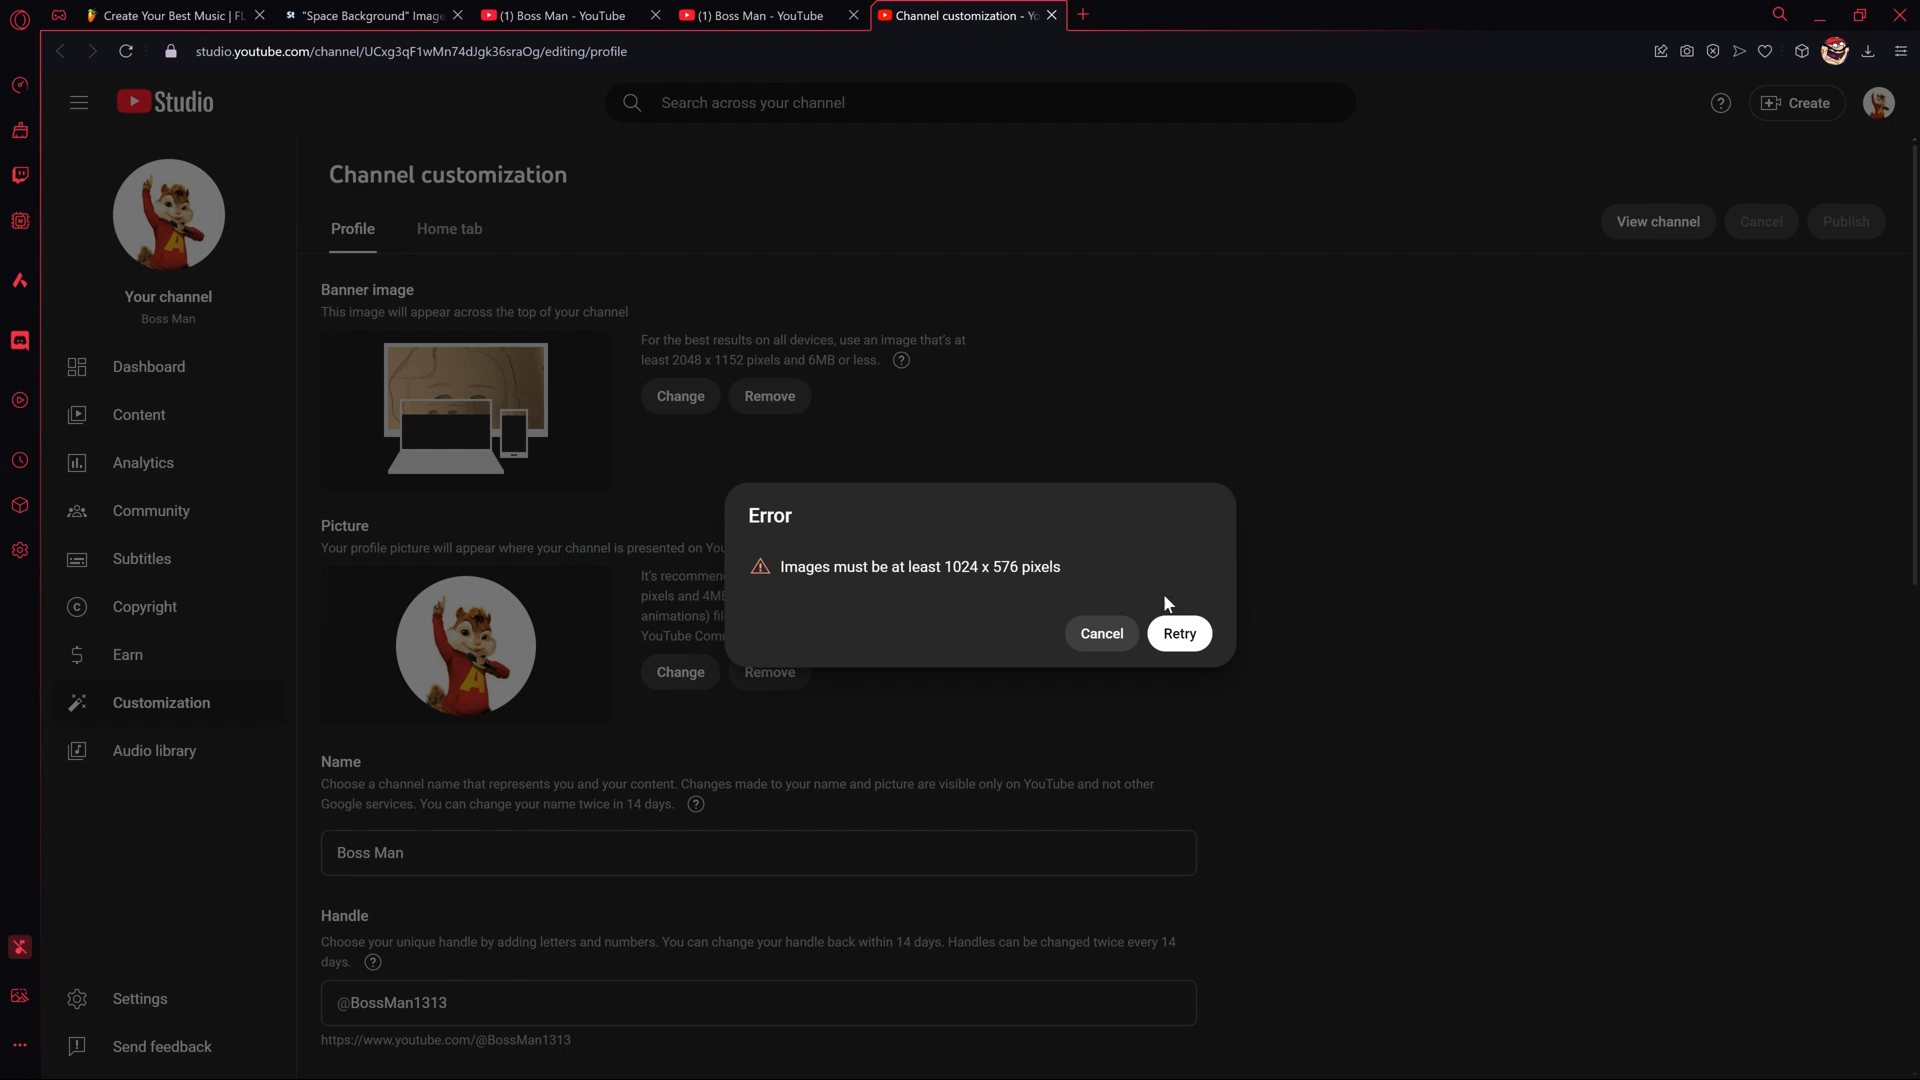 Create Your Best Music | FL
"Space Background" Image
(1) Boss Man - YouTube
(1) Boss Man - YouTube
Channel customization - Yo
studio.youtube.com/channel/UCxg3qF1wMn74dJgk36sraOg/editing/profile
Studio
Search across your channel
Create
Channel customization
Profile
Home tab
View channel
Cancel
Publish
Your channel
Boss Man
Dashboard
Content
Analytics
Community
Subtitles
Copyright
Earn
Customization
Audio library
Settings
Send feedback
Banner image
This image will appear across the top of your channel
For the best results on all devices, use an image that's at
least 2048 x 1152 pixels and 6MB or less.
Change
Remove
Picture
Your profile picture will appear where your channel is presented on You
It's recommen
pixels and 4MB
animations) fil
YouTube Comm
Change
Remove
Error
Images must be at least 1024 x 576 pixels
Cancel
Retry
Name
Choose a channel name that represents you and your content. Changes made to your name and picture are visible only on YouTube and not other
Google services. You can change your name twice in 14 days.
Boss Man
Handle
Choose your unique handle by adding letters and numbers. You can change your handle back within 14 days. Handles can be changed twice every 14
days.
@BossMan1313
https://www.youtube.com/@BossMan1313